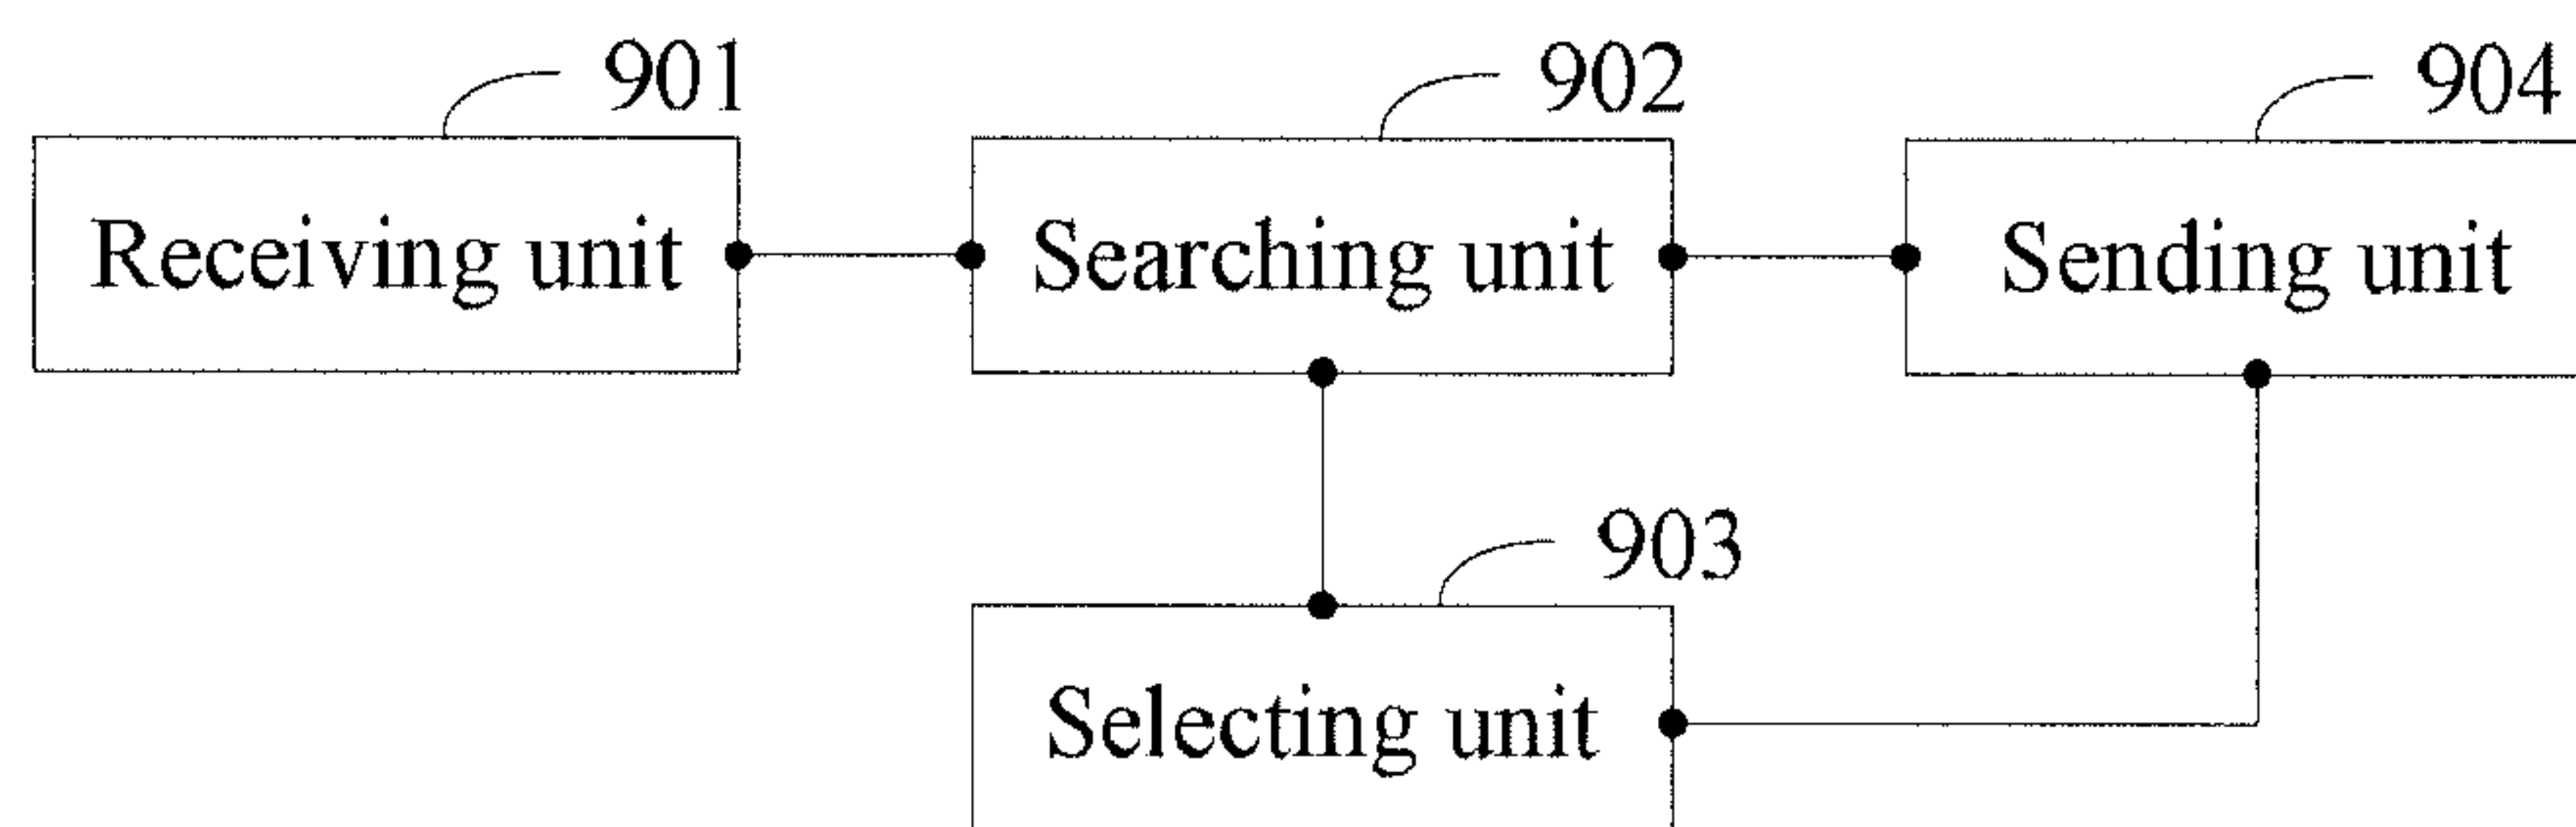 901
902
904
Receiving unit
Searching unit
Sending unit
903
Selecting unit